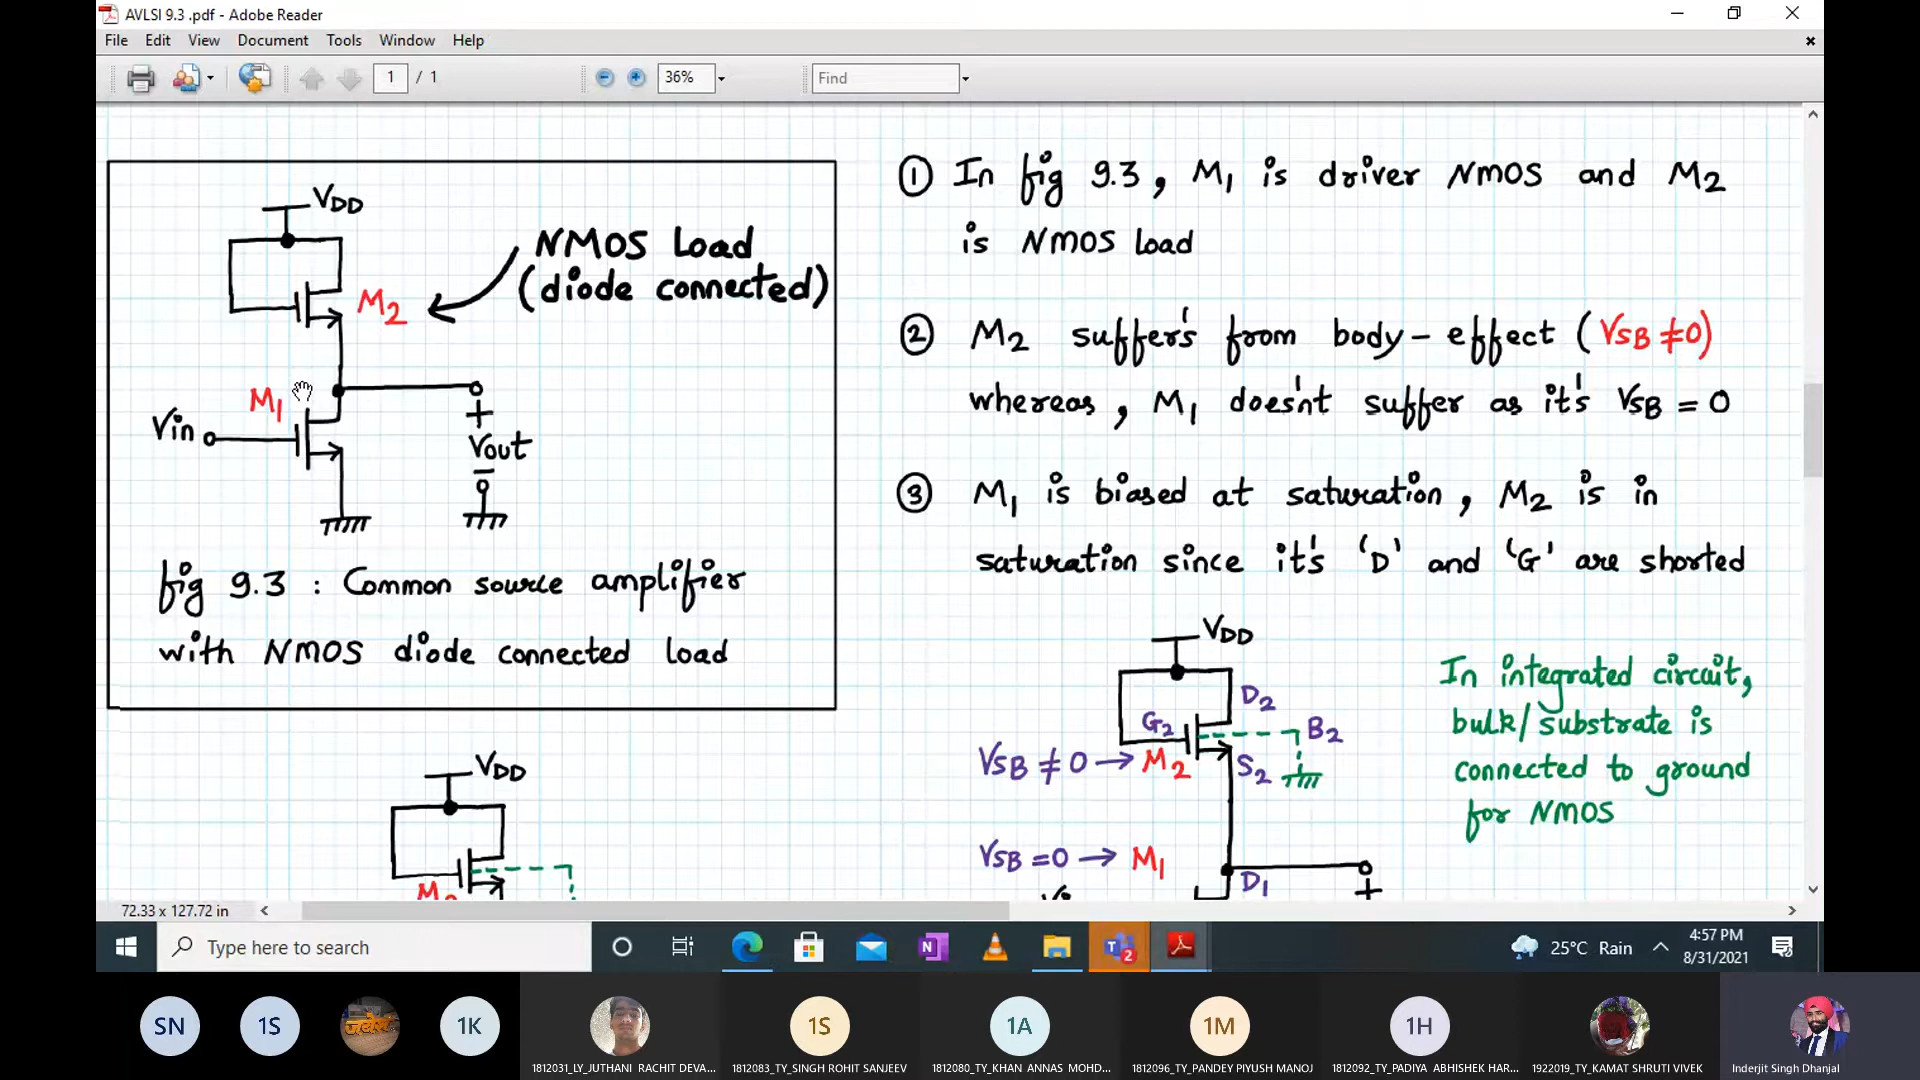 AVLSI 9.3 .pdf - Adobe Reader
File Edit View Document Tools Window Help
1 / 1
36%
Find
VDD
NMOS Load
(diode connected)
M2
M1
Vin
+
Vout
-
fig 9.3 : Common source amplifier
with NMOS diode connected load
VDD
① In fig 9.3, M1 is driver NMOS and M2
is NMOS load
② M2 suffer's from body-effect (VSB ≠ 0)
whereas, M1 does'nt suffer as it's VSB = 0
③ M1 is biased at saturation, M2 is in
saturation since it's 'D' and 'G' are shorted
VDD
D2
G2
B2
VSB ≠ 0 → M2
S2
VSB = 0 → M1
D1
+
In integrated circuit,
bulk/substrate is
connected to ground
for NMOS
72.33 x 127.72 in
Type here to search
2
25°C Rain
4:57 PM
8/31/2021
SN
1S
जयोस्तु
1K
1S
1A
1M
1H
1812031_LY_JUTHANI RACHIT DEVA...
1812083_TY_SINGH ROHIT SANJEEV
1812080_TY_KHAN ANNAS MOHD...
1812096_TY_PANDEY PIYUSH MANOJ
1812092_TY_PADIYA ABHISHEK HAR...
1922019_TY_KAMAT SHRUTI VIVEK
Inderjit Singh Dhanjal